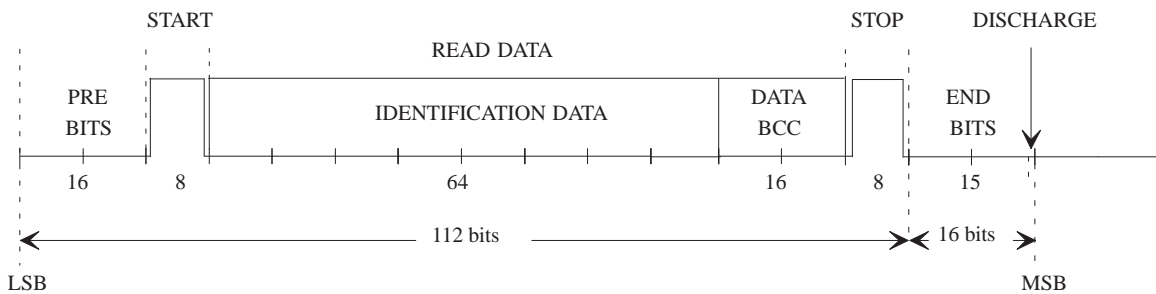 START
STOP
DISCHARGE
READ DATA
PRE
BITS
IDENTIFICATION DATA
DATA
BCC
END
BITS
16
8
64
16
8
15
112 bits
16 bits
LSB
MSB